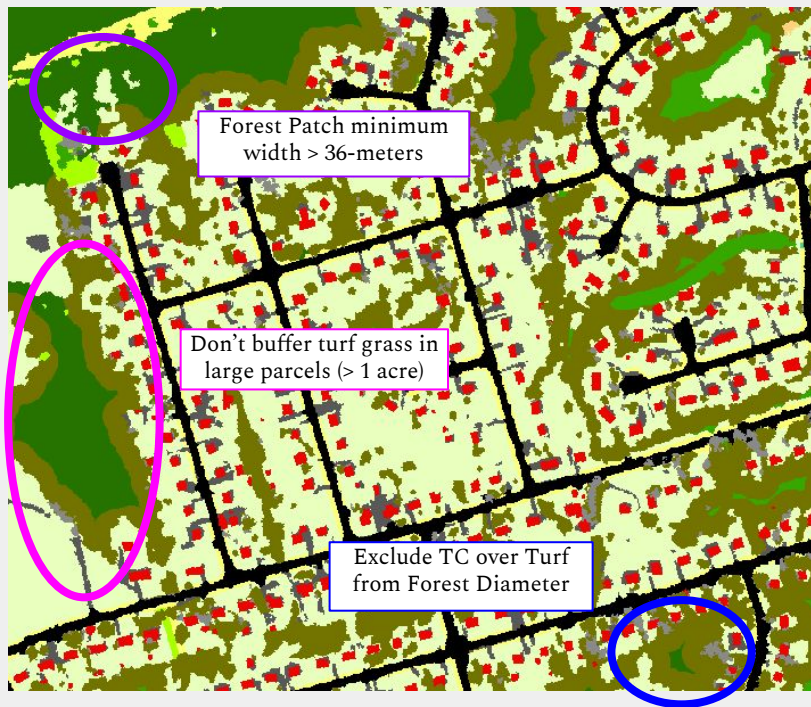 Forest Patch minimum
width > 36-meters
Don't buffer turf grass in
large parcels (> 1 acre)
Exclude TC over Turf
from Forest Diameter